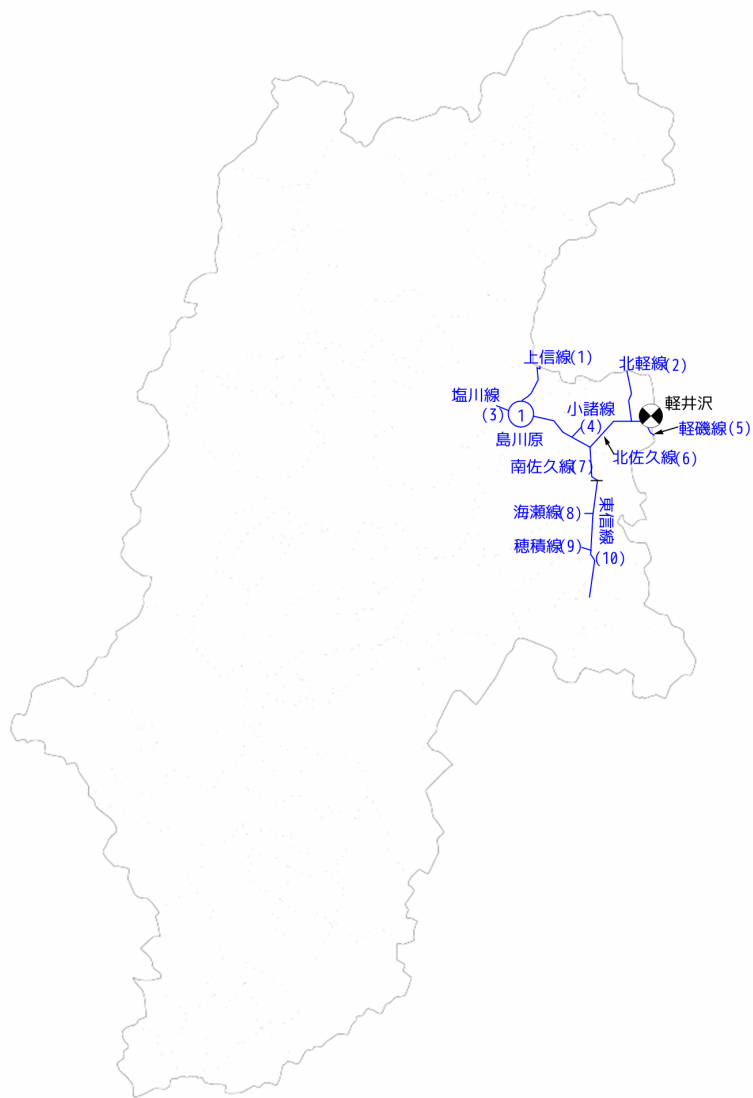 上信線(1)
北軽線(2)
塩川線
(3)
1
島川原
小諸線
(4)
軽井沢
軽磯線(5)
北佐久線(6)
南佐久線(7)
海瀬線(8)
東信線
(10)
穂積線(9)